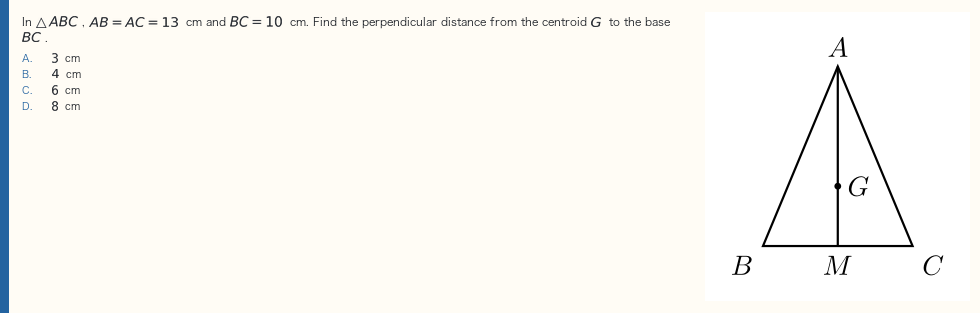 In △ABC , AB = AC = 13 cm and BC = 10 cm. Find the perpendicular distance from the centroid G to the base
BC .
A. 3 cm
B. 4 cm
C. 6 cm
D. 8 cm
A
G
B M C